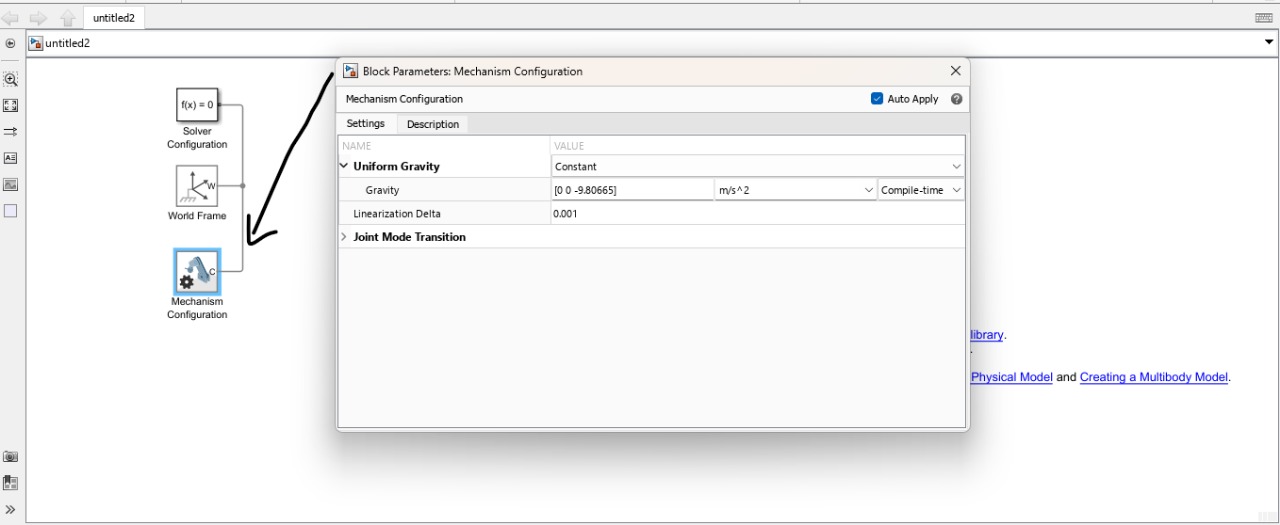 untitled2
untitled2
f(x) = 0
Solver
Configuration
W
World Frame
C
Mechanism
Configuration
Block Parameters: Mechanism Configuration
Mechanism Configuration
Auto Apply
Settings
Description
NAME
VALUE
Uniform Gravity
Constant
Gravity
[0 0 -9.80665]
m/s^2
Compile-time
Linearization Delta
0.001
Joint Mode Transition
library.
.
Physical Model and Creating a Multibody Model.